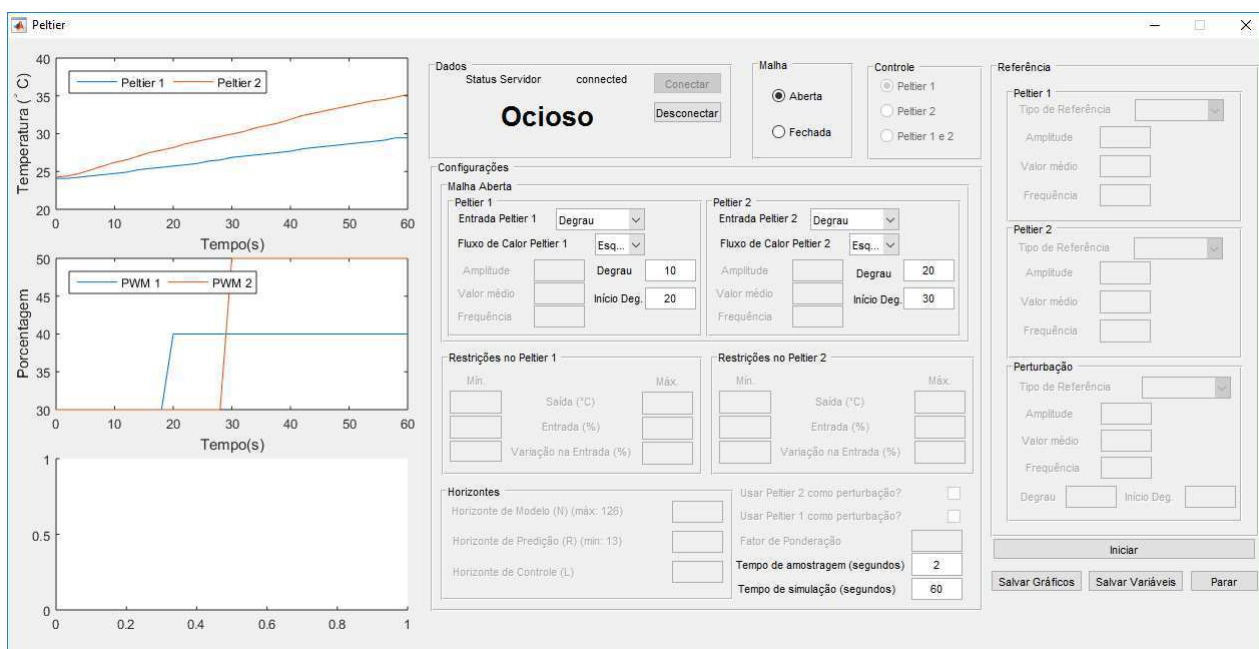 Peltier
40
35
30
25
20
Temperatura (°C)
Peltier 1 Peltier 2
0 10 20 30 40 50 60
Tempo(s)
50
45
40
35
30
Porcentagem
PWM 1 PWM 2
0 10 20 30 40 50 60
Tempo(s)
1
0.5
0
0 0.2 0.4 0.6 0.8 1
Dados
Status Servidor connected
Conectar
Ocioso
Desconectar
Malha
Aberta
Fechada
Controle
Peltier 1
Peltier 2
Peltier 1 e 2
Configurações
Malha Aberta
Peltier 1
Entrada Peltier 1 Degrau
Fluxo de Calor Peltier 1 Esq...
Amplitude Degrau 10
Valor médio Início Deg. 20
Frequência
Peltier 2
Entrada Peltier 2 Degrau
Fluxo de Calor Peltier 2 Esq...
Amplitude Degrau 20
Valor médio Início Deg. 30
Frequência
Restrições no Peltier 1
Mín. Máx.
Saída (°C)
Entrada (%)
Variação na Entrada (%)
Restrições no Peltier 2
Mín. Máx.
Saída (°C)
Entrada (%)
Variação na Entrada (%)
Horizontes
Horizonte de Modelo (N) (máx: 126)
Horizonte de Predição (R) (min: 13)
Horizonte de Controle (L)
Usar Peltier 2 como perturbação?
Usar Peltier 1 como perturbação?
Fator de Ponderação
Tempo de amostragem (segundos) 2
Tempo de simulação (segundos) 60
Referência
Peltier 1
Tipo de Referência
Amplitude
Valor médio
Frequência
Peltier 2
Tipo de Referência
Amplitude
Valor médio
Frequência
Perturbação
Tipo de Referência
Amplitude
Valor médio
Frequência
Degrau Início Deg.
Iniciar
Salvar Gráficos Salvar Variáveis Parar